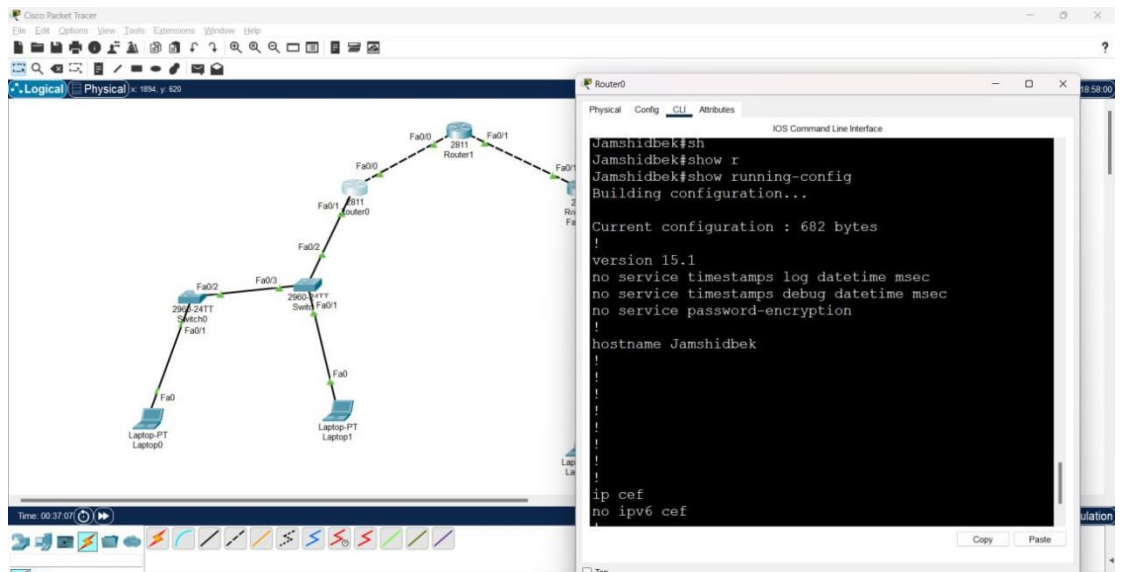 Cisco Packet Tracer
File Edit Options View Tools Extensions Window Help
Logical Physical x: 1894, y: 620
18:58:00
Fa0/0
Fa0/1
2811
Router1
Fa0/0
Fa0/1
Fa0/1
Fa0/2
Fa0/3
Fa0/2
Fa0/1
Switch0
Fa0/1
Fa0
Fa0
Laptop-PT
Laptop0
Laptop-PT
Laptop1
Router0
Physical Config CLI Attributes
IOS Command Line Interface
Jamshidbek#sh
Jamshidbek#show r
Jamshidbek#show running-config
Building configuration...
Current configuration : 682 bytes
!
version 15.1
no service timestamps log datetime msec
no service timestamps debug datetime msec
no service password-encryption
!
hostname Jamshidbek
!
!
!
!
!
!
!
!
ip cef
no ipv6 cef
Copy Paste
Time: 00:37:07